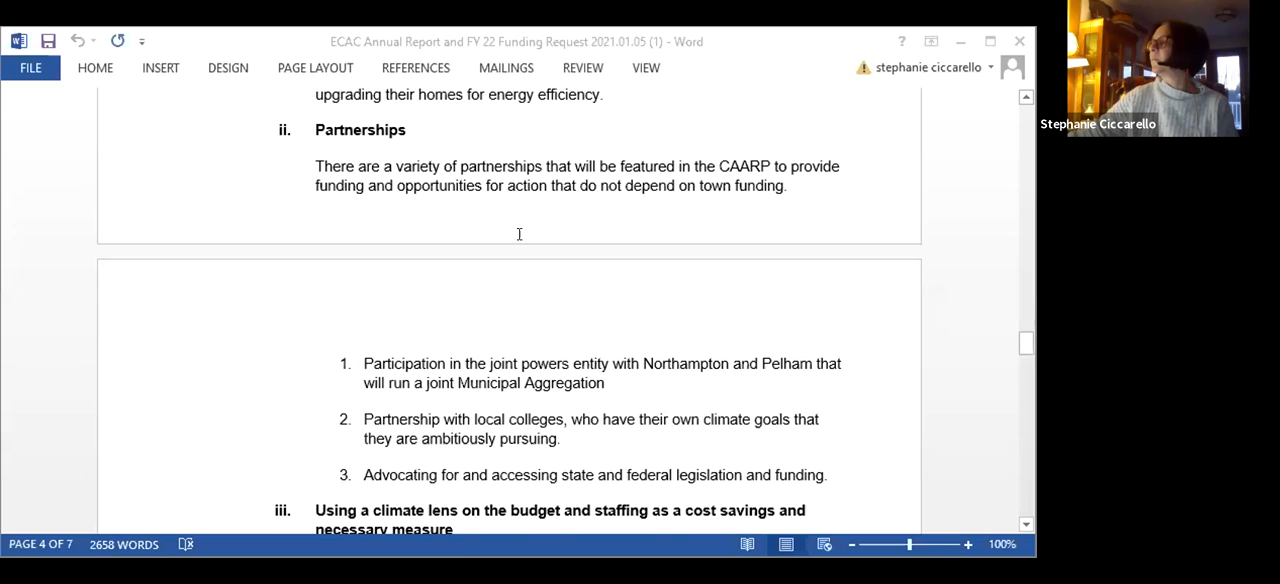 ECAC Annual Report and FY 22 Funding Request 2021.01.05 (1) - Word
?
FILE HOME INSERT DESIGN PAGE LAYOUT REFERENCES MAILINGS REVIEW VIEW stephanie ciccarello
upgrading their homes for energy efficiency.
ii. Partnerships
There are a variety of partnerships that will be featured in the CAARP to provide
funding and opportunities for action that do not depend on town funding.
1. Participation in the joint powers entity with Northampton and Pelham that
will run a joint Municipal Aggregation
2. Partnership with local colleges, who have their own climate goals that
they are ambitiously pursuing.
3. Advocating for and accessing state and federal legislation and funding.
iii. Using a climate lens on the budget and staffing as a cost savings and
necessary measure
PAGE 4 OF 7 2658 WORDS 100%
Stephanie Ciccarello